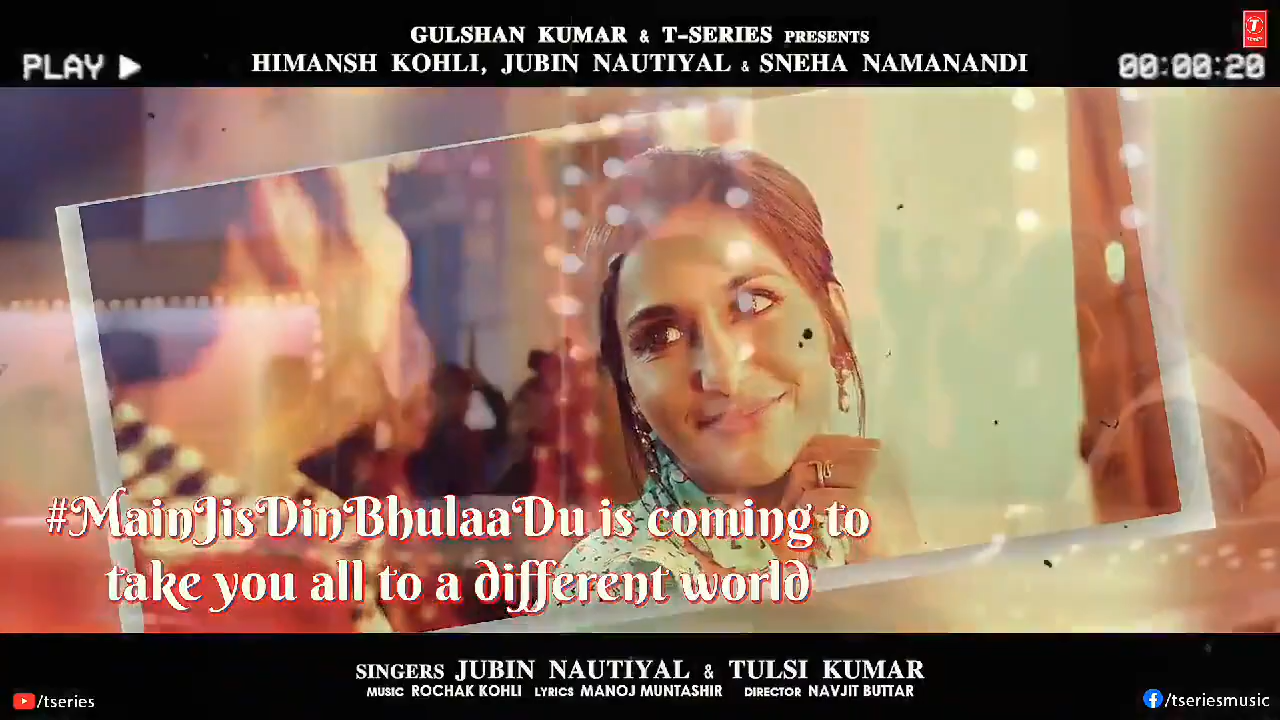 GULSHAN KUMAR & T-SERIES PRESENTS
HIMANSH KOHLI, JUBIN NAUTIYAL & SNEHA NAMANANDI
PLAY
00:00:20
#MainJisDinBhulaaDu is coming to
take you all to a different world
SINGERS JUBIN NAUTIYAL & TULSI KUMAR
MUSIC ROCHAK KOHLI LYRICS MANOJ MUNTASHIR DIRECTOR NAVJIT BUTTAR
/tseries
/tseriesmusic